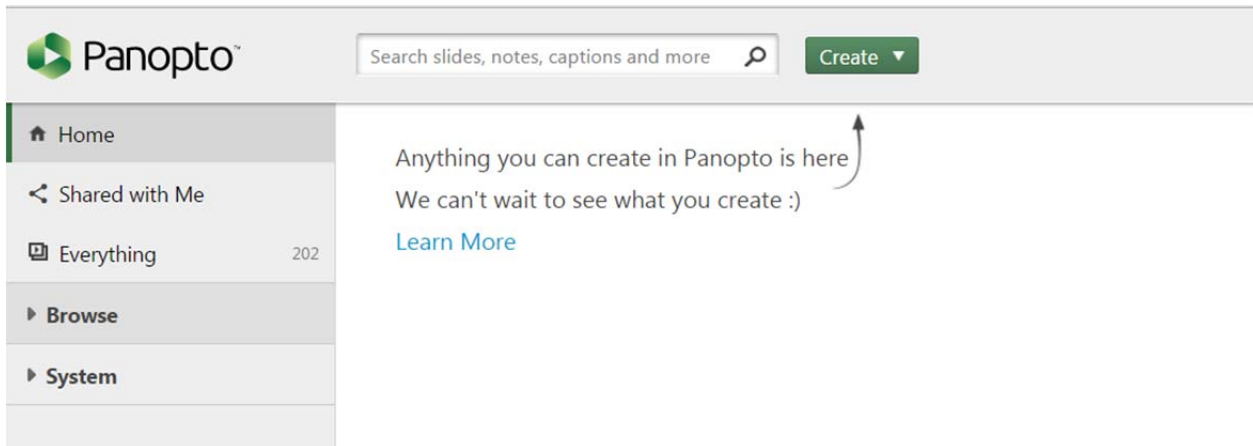 Panopto™
Search slides, notes, captions and more
Create
Home
Shared with Me
Everything 202
Browse
System
Anything you can create in Panopto is here
We can't wait to see what you create :)
Learn More